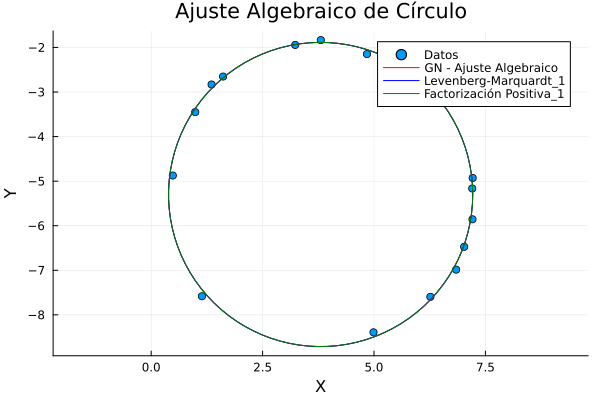 Ajuste Algebraico de Círculo
Datos
GN - Ajuste Algebraico
Levenberg-Marquardt_1
Factorización Positiva_1
Y
−2
−3
−4
−5
−6
−7
−8
0.0
2.5
5.0
7.5
X